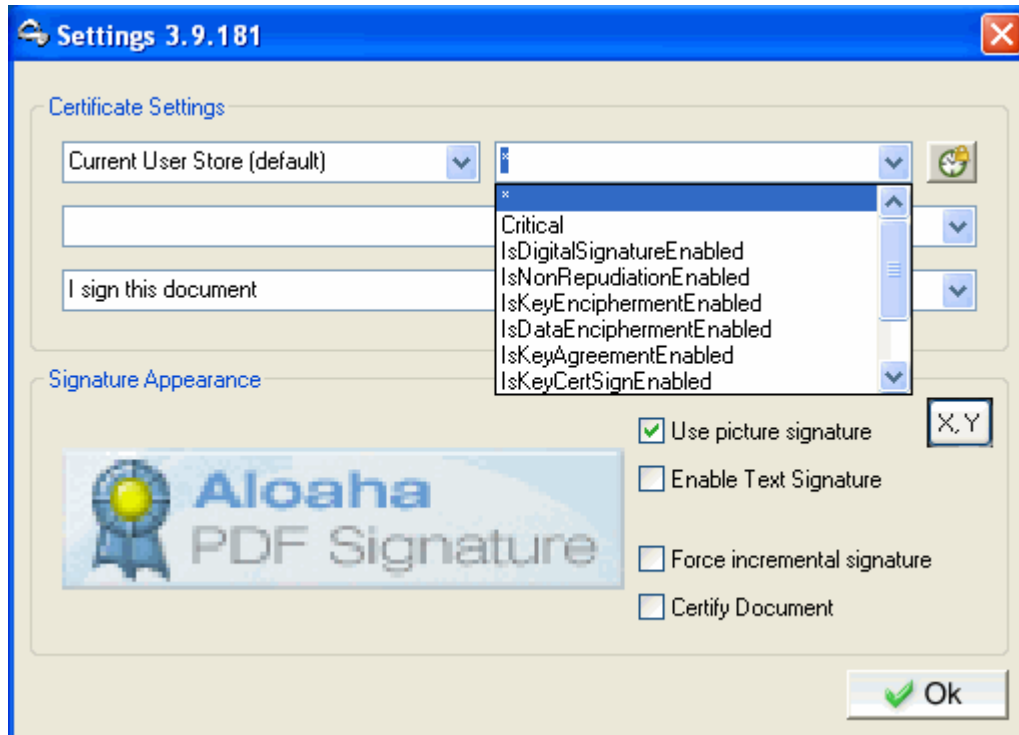 Settings 3.9.181
Certificate Settings
Current User Store (default)
*
*
Critical
IsDigitalSignatureEnabled
IsNonRepudiationEnabled
I sign this document
IsKeyEnciphermentEnabled
IsDataEnciphermentEnabled
IsKeyAgreementEnabled
IsKeyCertSignEnabled
Signature Appearance
X,Y
Use picture signature
Enable Text Signature
Aloaha
PDF Signature
Force incremental signature
Certify Document
Ok